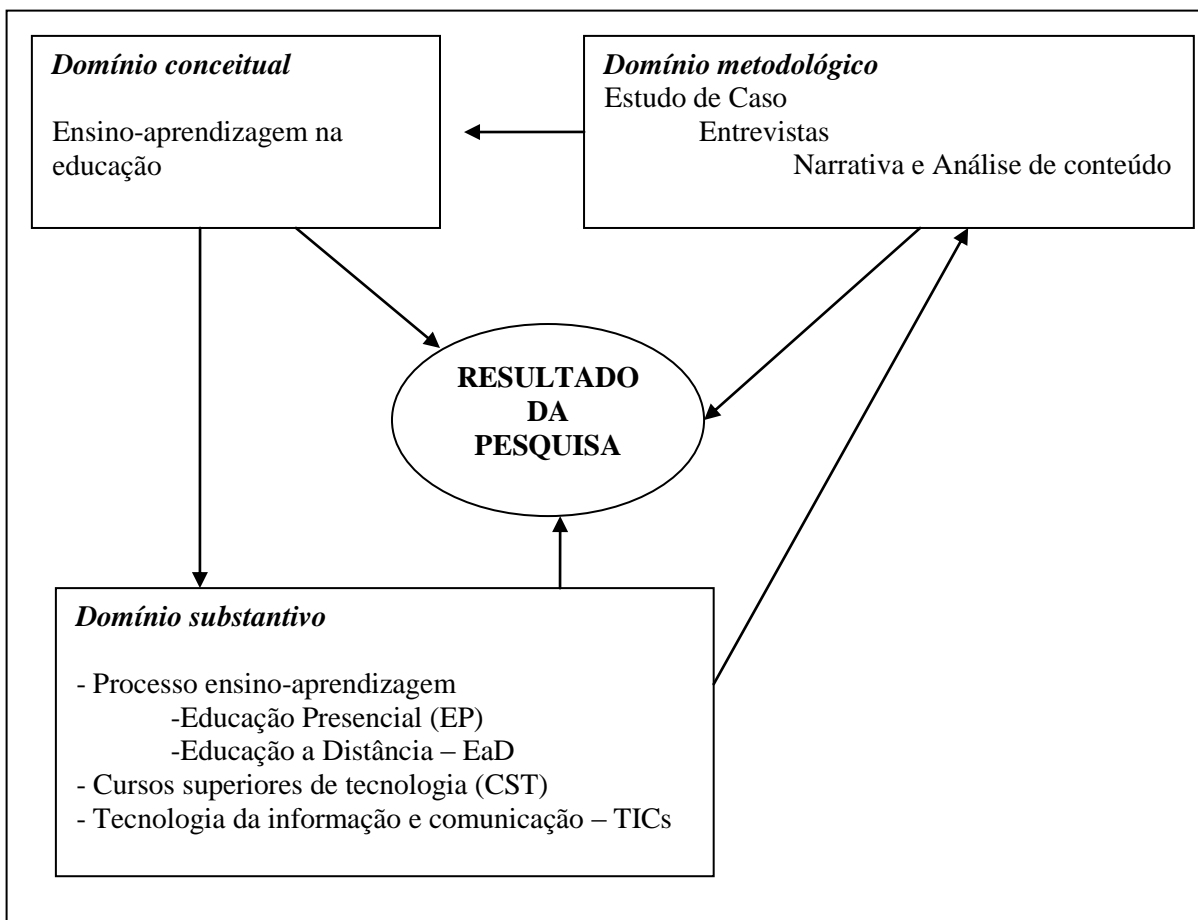 Domínio conceitual
Ensino-aprendizagem na
educação
Domínio metodológico
Estudo de Caso
Entrevistas
Narrativa e Análise de conteúdo
RESULTADO
DA
PESQUISA
Domínio substantivo
- Processo ensino-aprendizagem
-Educação Presencial (EP)
-Educação a Distância – EaD
- Cursos superiores de tecnologia (CST)
- Tecnologia da informação e comunicação – TICs